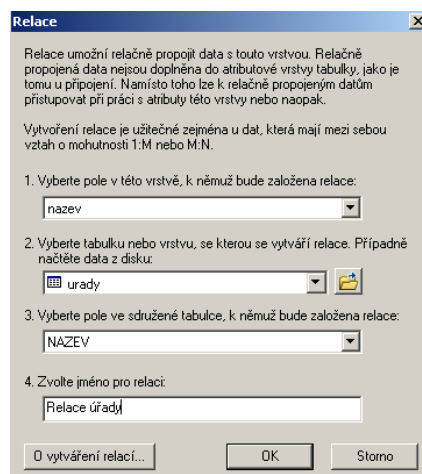 Relace
Relace umožní relačně propojit data s touto vrstvou. Relačně
propojená data nejsou doplněna do atributové vrstvy tabulky, jako je
tomu u připojení. Namísto toho lze k relačně propojeným datům
přistupovat při práci s atributy této vrstvy nebo naopak.
Vytvoření relace je užitečné zejména u dat, která mají mezi sebou
vztah o mohutnosti 1:M nebo M:N.
1. Vyberte pole v této vrstvě, k němuž bude založena relace:
nazev
2. Vyberte tabulku nebo vrstvu, se kterou se vytváří relace. Případně
načtěte data z disku:
urady
3. Vyberte pole ve sdružené tabulce, k němuž bude založena relace:
NAZEV
4. Zvolte jméno pro relaci:
Relace úřady
O vytváření relací... OK Storno